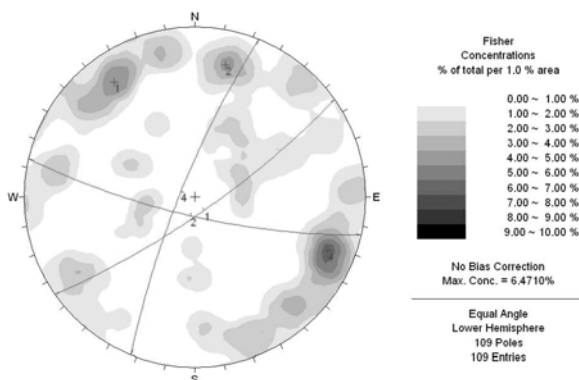 N
Fisher
Concentrations
% of total per 1.0 % area
0.00 ~ 1.00 %
1.00 ~ 2.00 %
2.00 ~ 3.00 %
3.00 ~ 4.00 %
4.00 ~ 5.00 %
5.00 ~ 6.00 %
6.00 ~ 7.00 %
7.00 ~ 8.00 %
8.00 ~ 9.00 %
9.00 ~ 10.00 %
1
2
W
4
E
1
2
No Bias Correction
Max. Conc. = 6.4710%
Equal Angle
Lower Hemisphere
109 Poles
109 Entries
S